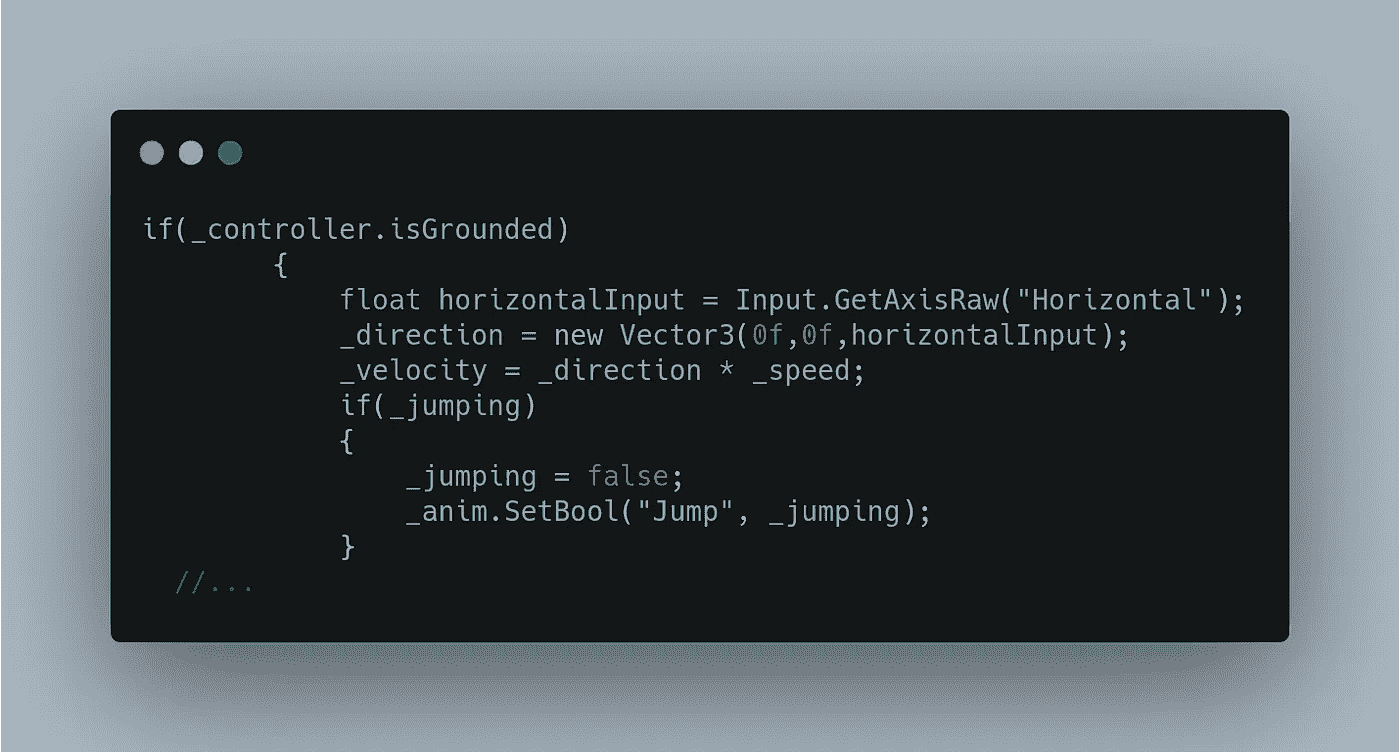 if(_controller.isGrounded)
        {
            float horizontalInput = Input.GetAxisRaw("Horizontal");
            _direction = new Vector3(0f,0f,horizontalInput);
            _velocity = _direction * _speed;
            if(_jumping)
            {
                _jumping = false;
                _anim.SetBool("Jump", _jumping);
            }
  //...